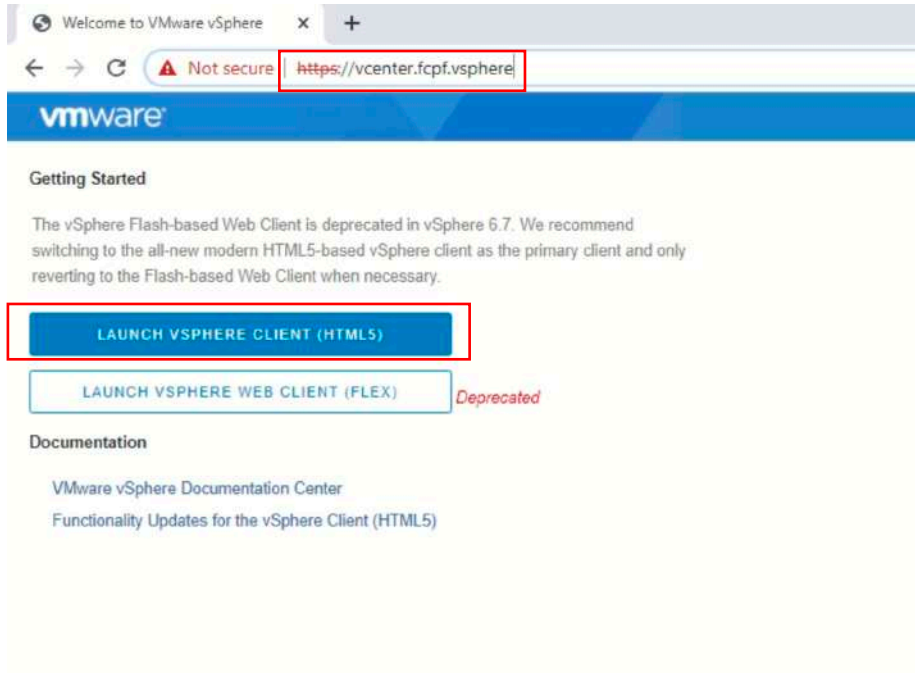 Welcome to VMware vSphere
Not secure | https://vcenter.fcpf.vsphere
vmware
Getting Started
The vSphere Flash-based Web Client is deprecated in vSphere 6.7. We recommend
switching to the all-new modern HTML5-based vSphere client as the primary client and only
reverting to the Flash-based Web Client when necessary.
LAUNCH VSPHERE CLIENT (HTML5)
LAUNCH VSPHERE WEB CLIENT (FLEX) Deprecated
Documentation
VMware vSphere Documentation Center
Functionality Updates for the vSphere Client (HTML5)